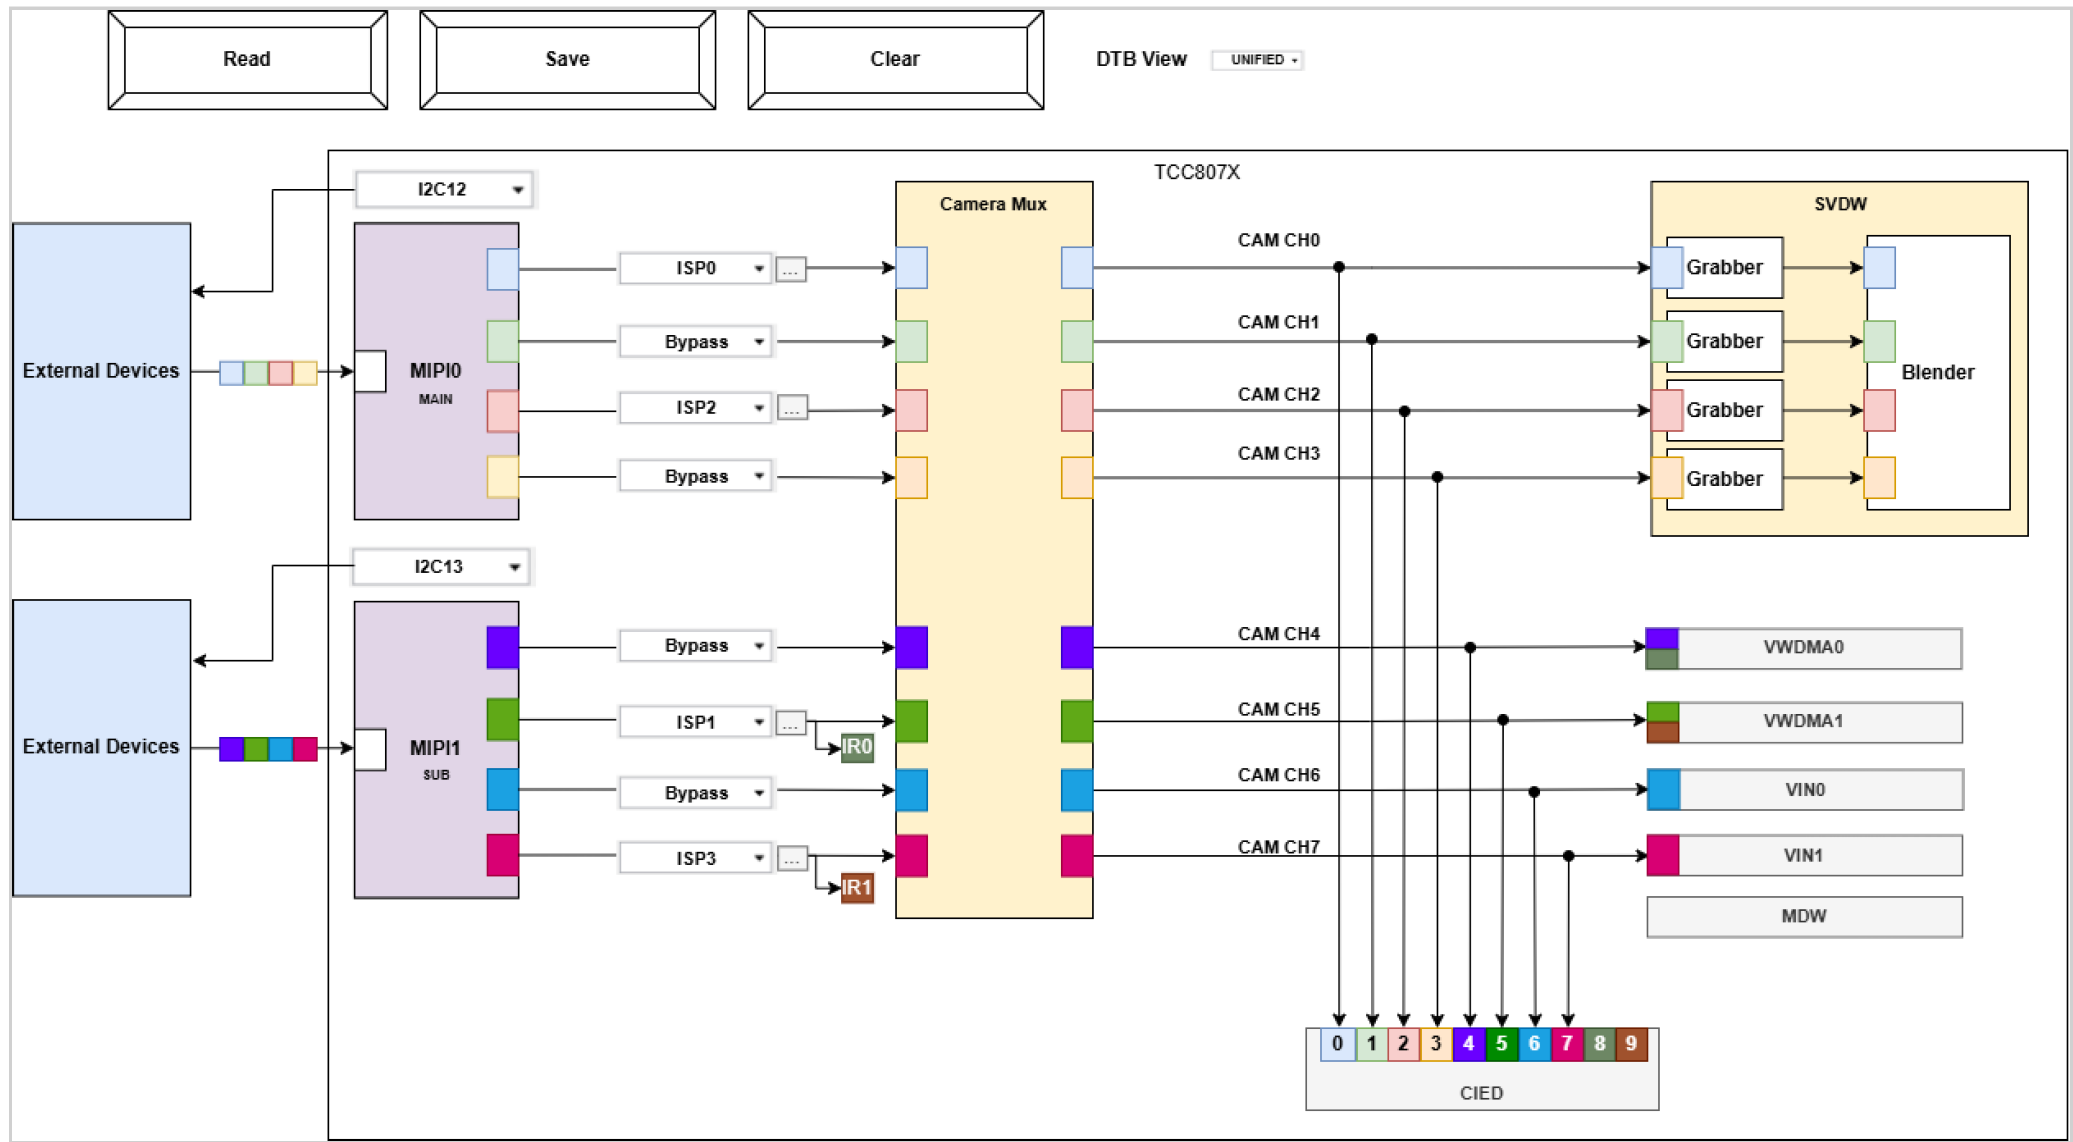 Read
Save
Clear
DTB View
UNIFIED
TCC807X
I2C12
Camera Mux
SVDW
External Devices
MIPI0
MAIN
ISP0
...
Bypass
ISP2
...
Bypass
CAM CH0
CAM CH1
CAM CH2
CAM CH3
Grabber
Grabber
Grabber
Grabber
Blender
I2C13
External Devices
MIPI1
SUB
Bypass
ISP1
...
IR0
Bypass
ISP3
...
IR1
CAM CH4
CAM CH5
CAM CH6
CAM CH7
VWDMA0
VWDMA1
VIN0
VIN1
MDW
0 1 2 3 4 5 6 7 8 9
CIED